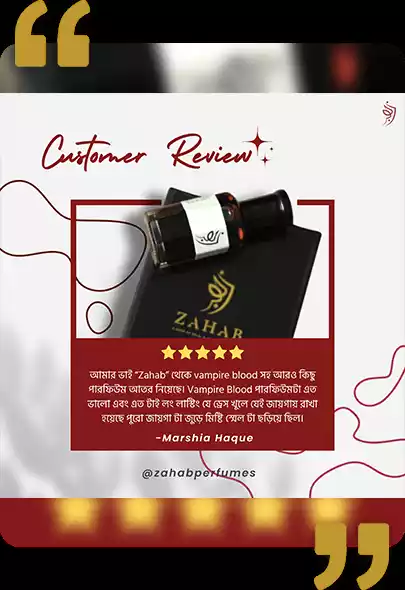 Customer Review
ZAHAB
আমার ভাই “Zahab” থেকে vampire blood সহ আরও কিছু
পারফিউম আতর নিয়েছে। Vampire Blood পারফিউমটা এত
ভালো এবং এত টাই লং লাস্টিং যে ড্রেস খুলে যেই জায়গায় রাখা
হয়েছে পুরো জায়গা টা জুড়ে মিষ্টি স্মেল টা ছড়িয়ে ছিল।
-Marshia Haque
@zahabperfumes